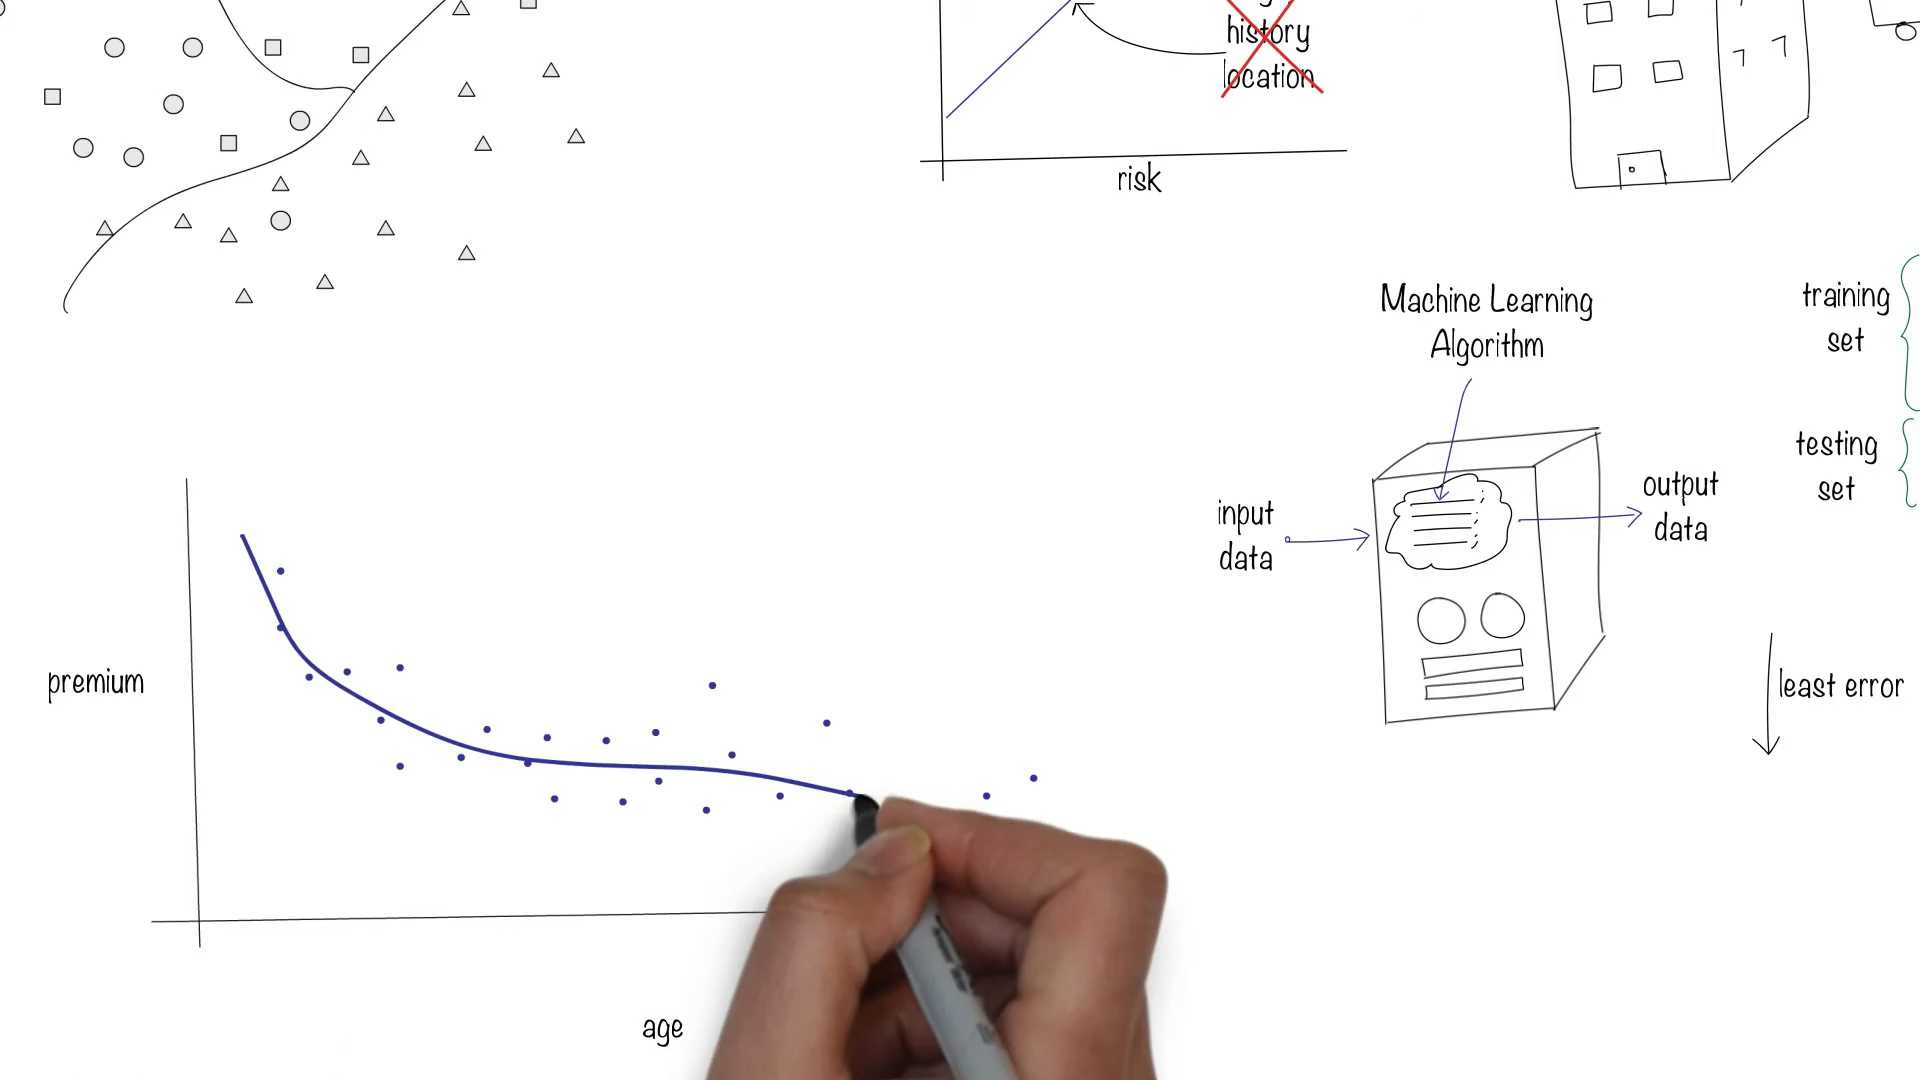 history
location
risk
Machine Learning
Algorithm
training
set
testing
set
input
data
output
data
premium
least error
age